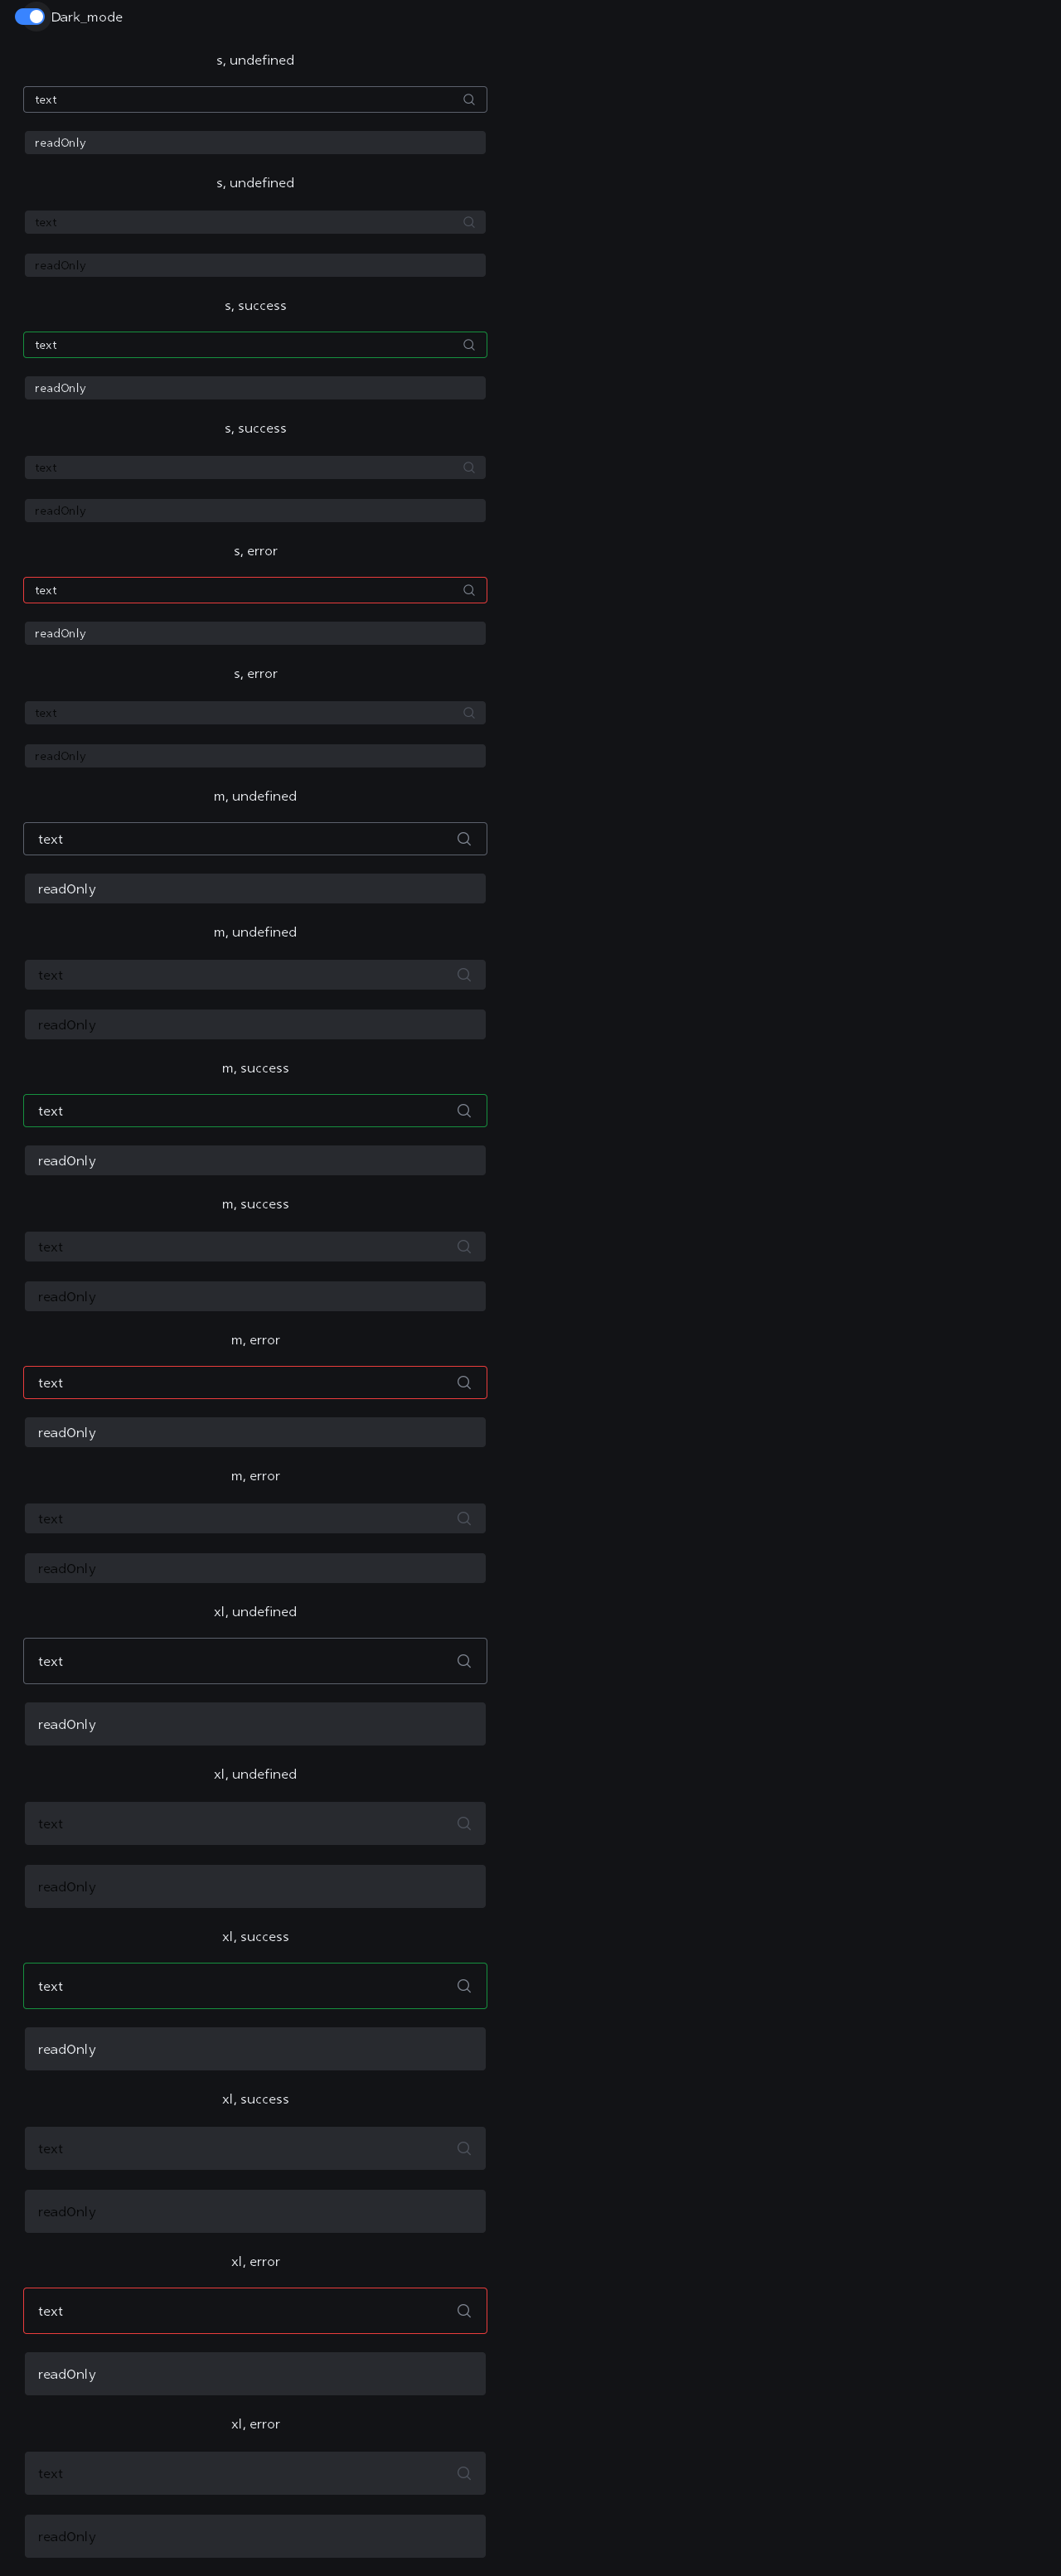 Dark_mode
s, undefined
text
readOnly
s, undefined
text
readOnly
s, success
text
readOnly
s, success
text
readOnly
s, error
text
readOnly
s, error
text
readOnly
m, undefined
text
readOnly
m, undefined
text
readOnly
m, success
text
readOnly
m, success
text
readOnly
m, error
text
readOnly
m, error
text
readOnly
xl, undefined
text
readOnly
xl, undefined
text
readOnly
xl, success
text
readOnly
xl, success
text
readOnly
xl, error
text
readOnly
xl, error
text
readOnly